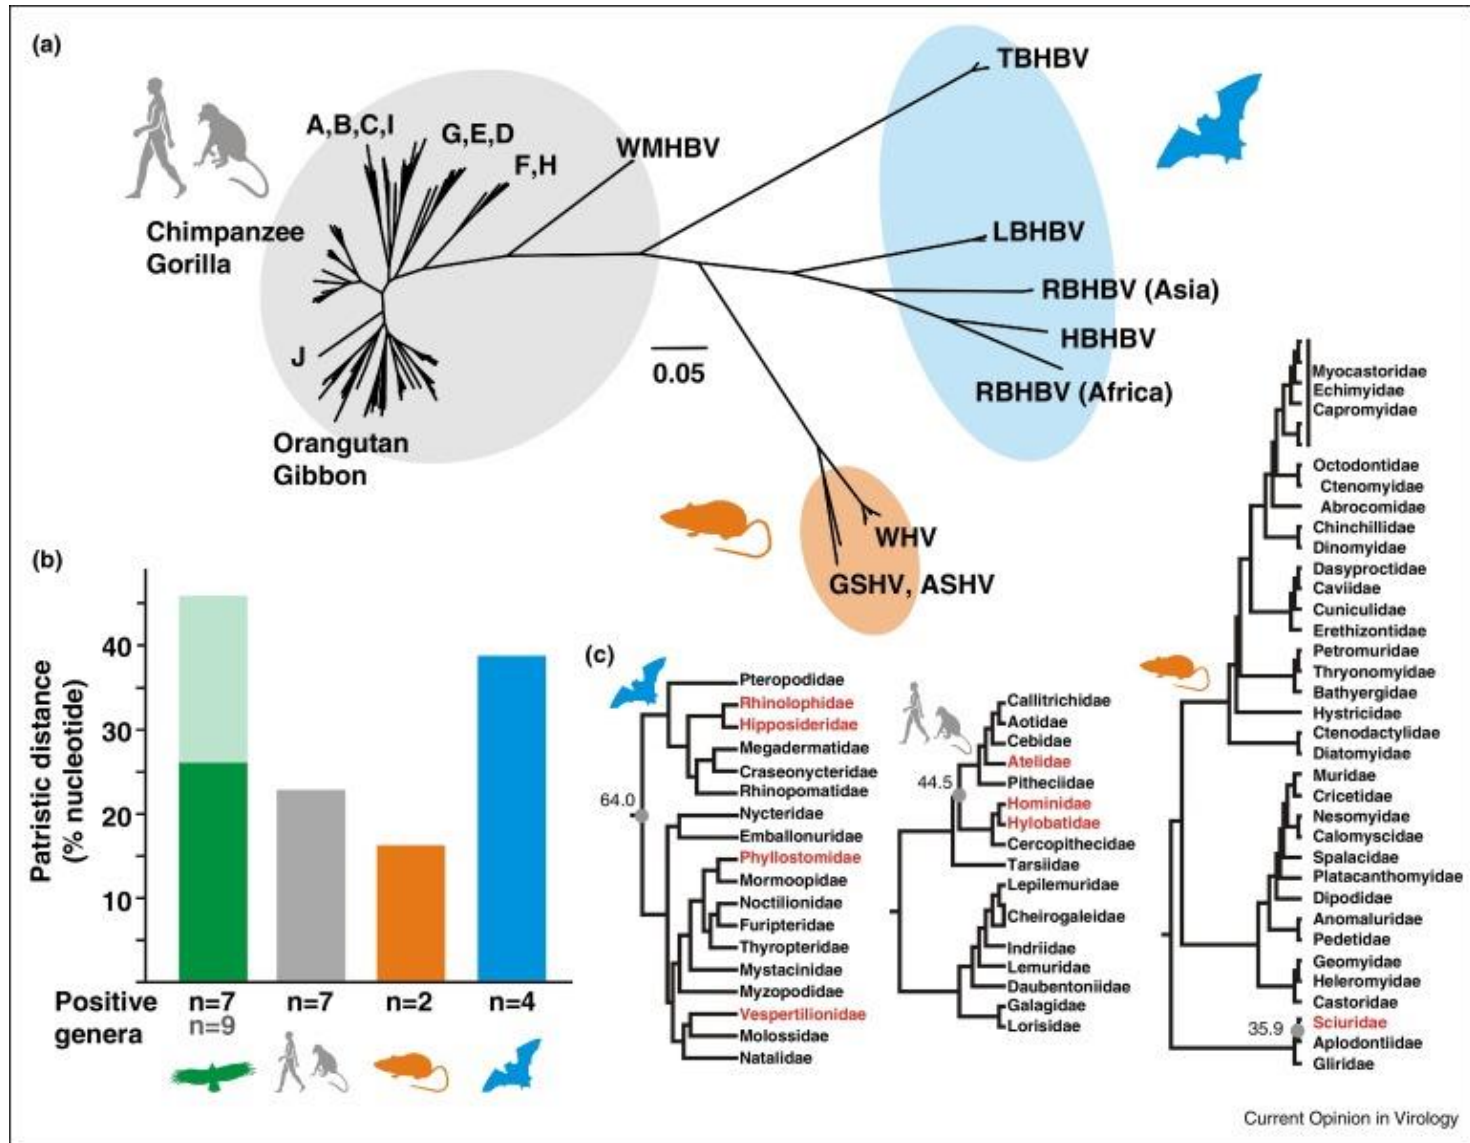 (a)
TBHBV
A,B,C,I
G,E,D
F,H
WMHBV
Chimpanzee
Gorilla
LBHBV
RBHBV (Asia)
HBHBV
RBHBV (Africa)
J
0.05
Orangutan
Gibbon
WHV
GSHV, ASHV
(b)
Patristic distance
(% nucleotide)
40
30
20
10
Positive
genera
n=7
n=9
n=7
n=2
n=4
(c)
64.0
Pteropodidae
Rhinolophidae
Hipposideridae
Megadermatidae
Craseonycteridae
Rhinopomatidae
Nycteridae
Emballonuridae
Phyllostomidae
Mormoopidae
Noctilionidae
Furipteridae
Thyropteridae
Mystacinidae
Myzopodidae
Vespertilionidae
Molossidae
Natalidae
44.5
Callitrichidae
Aotidae
Cebidae
Atelidae
Pitheciidae
Hominidae
Hylobatidae
Cercopithecidae
Tarsiidae
Lepilemuridae
Cheirogaleidae
Indriidae
Lemuridae
Daubentoniidae
Galagidae
Lorisidae
Myocastoridae
Echimyidae
Capromyidae
Octodontidae
Ctenomyidae
Abrocomidae
Chinchillidae
Dinomyidae
Dasyproctidae
Caviidae
Cuniculidae
Erethizontidae
Petromuridae
Thryonomyidae
Bathyergidae
Hystricidae
Ctenodactylidae
Diatomyidae
Muridae
Cricetidae
Nesomyidae
Calomyscidae
Spalacidae
Platacanthomyidae
Dipodidae
Anomaluridae
Pedetidae
Geomyidae
Heleromyidae
Castoridae
35.9
Sciuridae
Aplodontiidae
Gliridae
Current Opinion in Virology